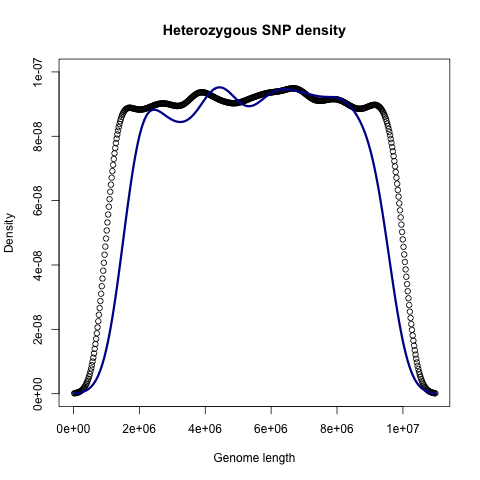 Heterozygous SNP density
Density
1e-07
8e-08
6e-08
4e-08
2e-08
0e+00
0e+00 2e+06 4e+06 6e+06 8e+06 1e+07
Genome length